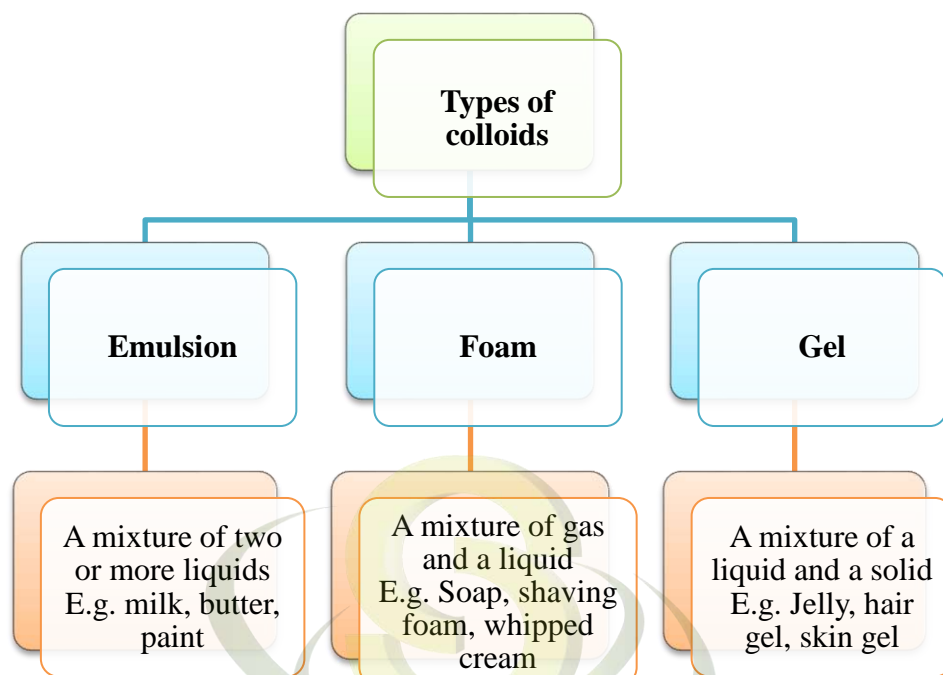 Types of
colloids
Emulsion
Foam
Gel
A mixture of two
or more liquids
E.g. milk, butter,
paint
A mixture of gas
and a liquid
E.g. Soap, shaving
foam, whipped
cream
A mixture of a
liquid and a solid
E.g. Jelly, hair
gel, skin gel